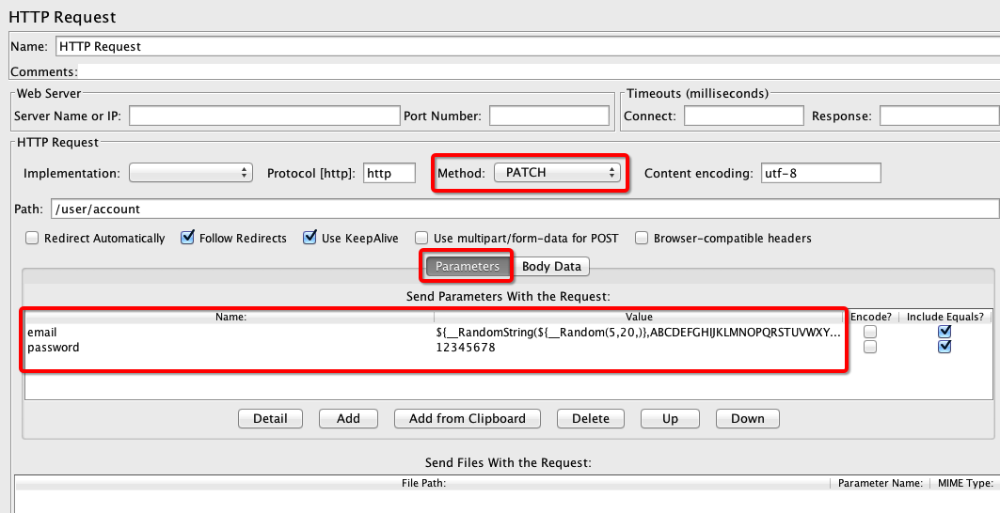 HTTP Request
Name: HTTP Request
Comments:
Web Server
Timeouts (milliseconds)
Server Name or IP: Port Number: Connect: Response:
HTTP Request
Implementation: Protocol [http]: http Method: PATCH Content encoding: utf-8
Path: /user/account
Redirect Automatically Follow Redirects Use KeepAlive Use multipart/form-data for POST Browser-compatible headers
Parameters Body Data
Send Parameters With the Request:
Name: Value Encode? Include Equals?
email ${__RandomString(${__Random(5,20,)},ABCDEFGHIJKLMNOPQRSTUVWXY...
password 12345678
Detail Add Add from Clipboard Delete Up Down
Send Files With the Request:
File Path: Parameter Name: MIME Type: